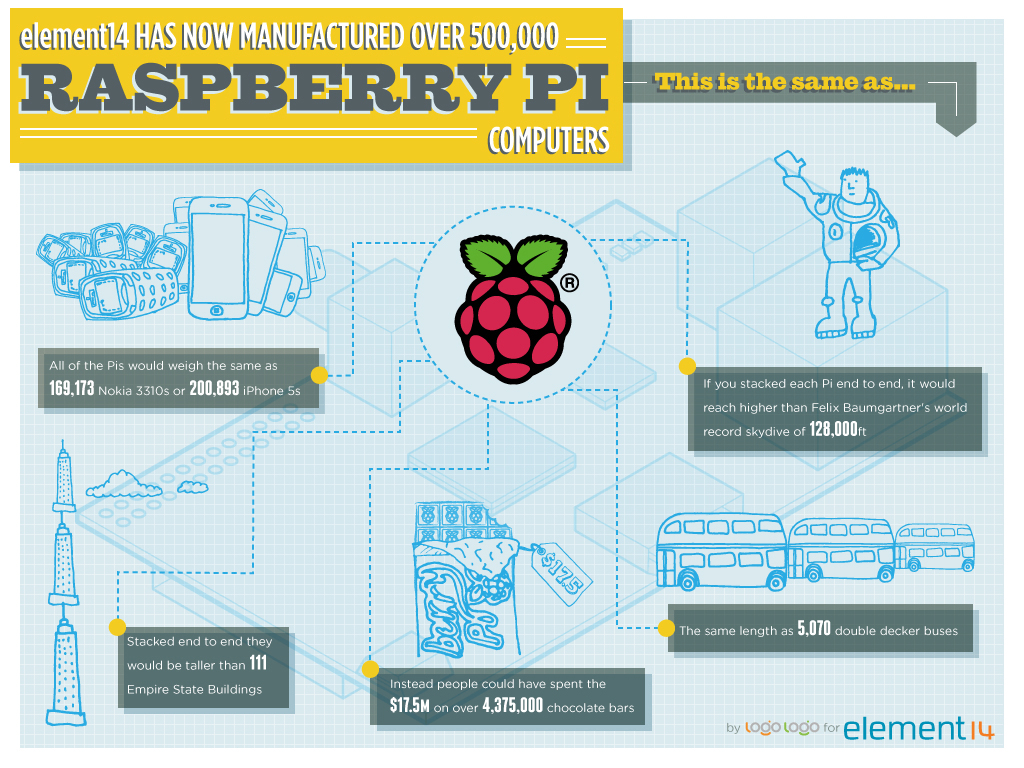 element14 HAS NOW MANUFACTURED OVER 500,000
RASPBERRY PI
COMPUTERS
This is the same as...
®
All of the Pis would weigh the same as
169,173 Nokia 3310s or 200,893 iPhone 5s
If you stacked each Pi end to end, it would
reach higher than Felix Baumgartner's world
record skydive of 128,000ft
$17.5
Stacked end to end they
would be taller than 111
Empire State Buildings
The same length as 5,070 double decker buses
Instead people could have spent the
$17.5M on over 4,375,000 chocolate bars
by logologo for element14